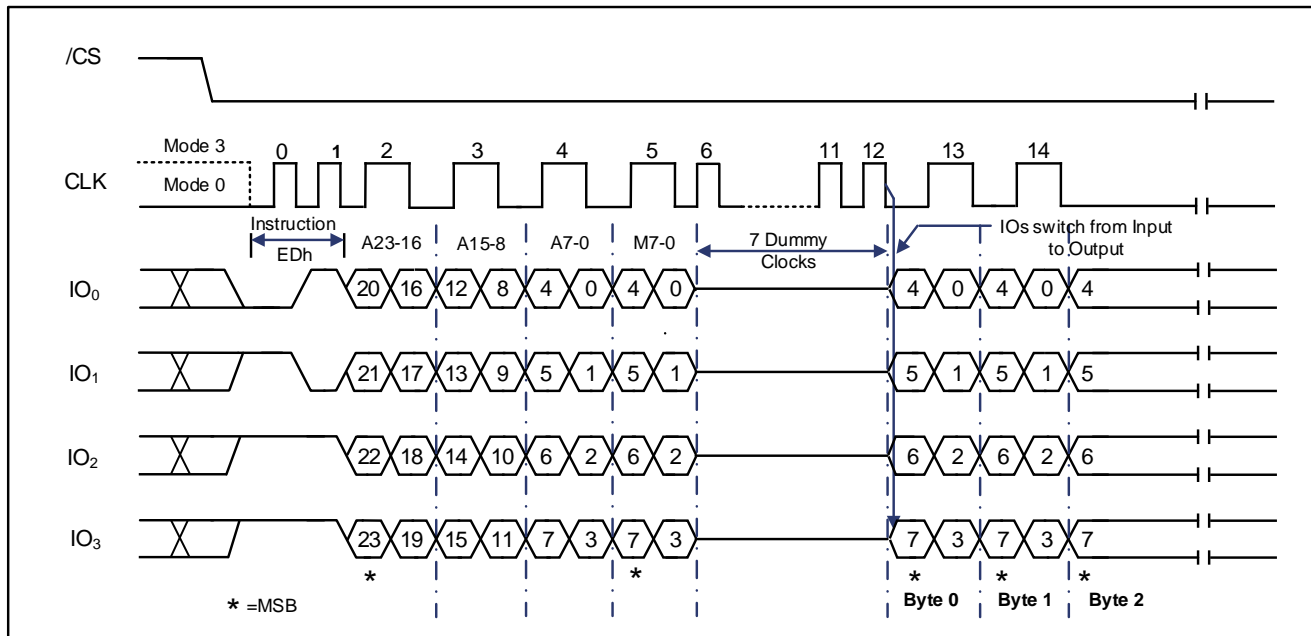 /CS
Mode 3
Mode 0
CLK
0 1 2 3 4 5 6 11 12 13 14
Instruction
EDh
A23-16 A15-8 A7-0 M7-0
7 Dummy
Clocks
IOs switch from Input
to Output
IO0 20 16 12 8 4 0 4 0 4 0 4 0 4
IO1 21 17 13 9 5 1 5 1 5 1 5 1 5
IO2 22 18 14 10 6 2 6 2 6 2 6 2 6
IO3 23 19 15 11 7 3 7 3 7 3 7 3 7
* * * * *
* =MSB
Byte 0 Byte 1 Byte 2